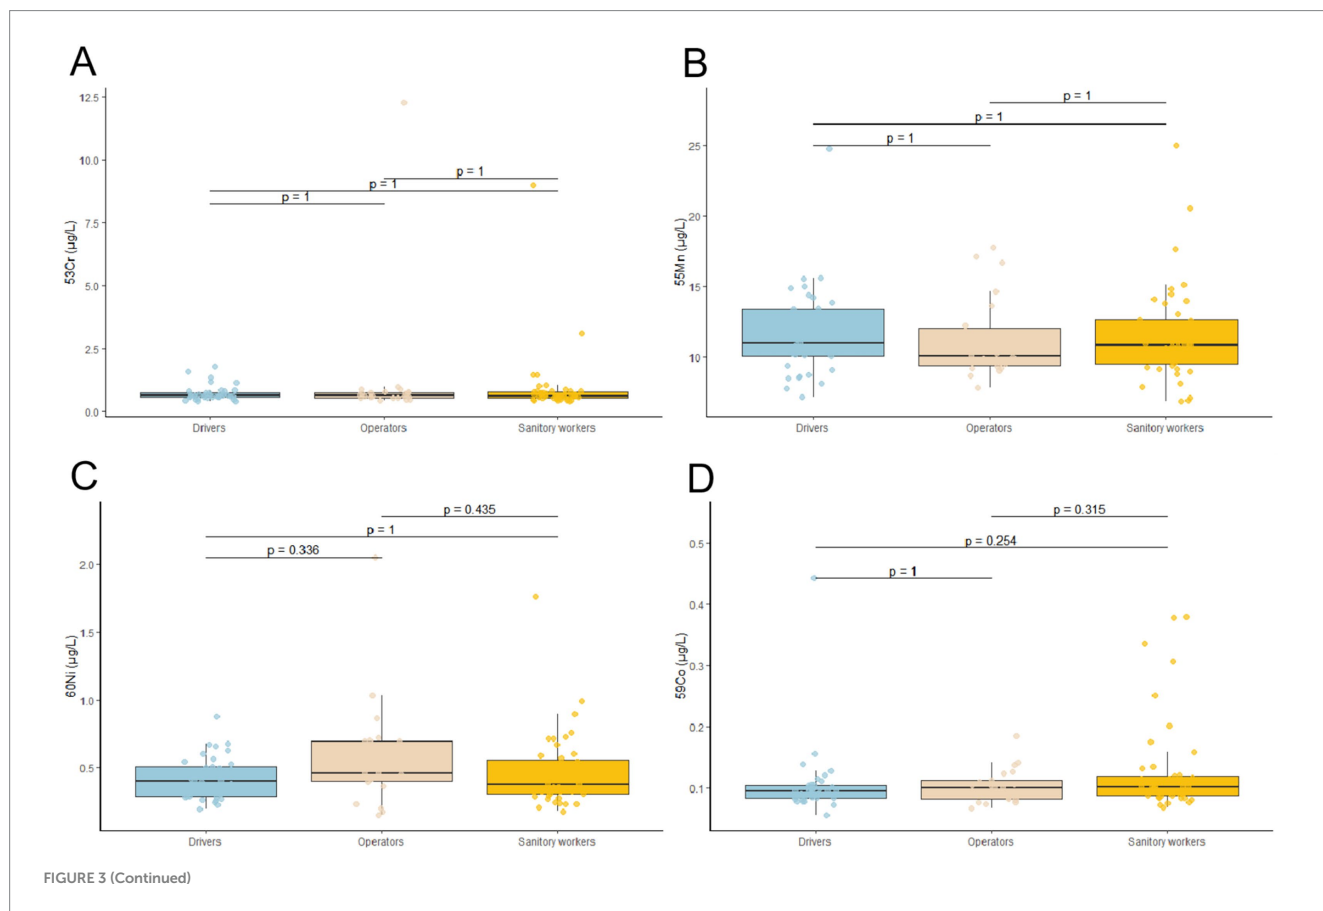 A
53Cr (µg/L)
12.5
10.0
7.5
5.0
2.5
0.0
p = 1
p = 1
p = 1
Drivers
Operators
Sanitory workers
B
55Mn (µg/L)
25
20
15
10
p = 1
p = 1
p = 1
Drivers
Operators
Sanitory workers
C
60Ni (µg/L)
2.0
1.5
1.0
0.5
p = 0.435
p = 1
p = 0.336
Drivers
Operators
Sanitory workers
D
59Co (µg/L)
0.5
0.4
0.3
0.2
0.1
p = 0.315
p = 0.254
p = 1
Drivers
Operators
Sanitory workers
FIGURE 3 (Continued)